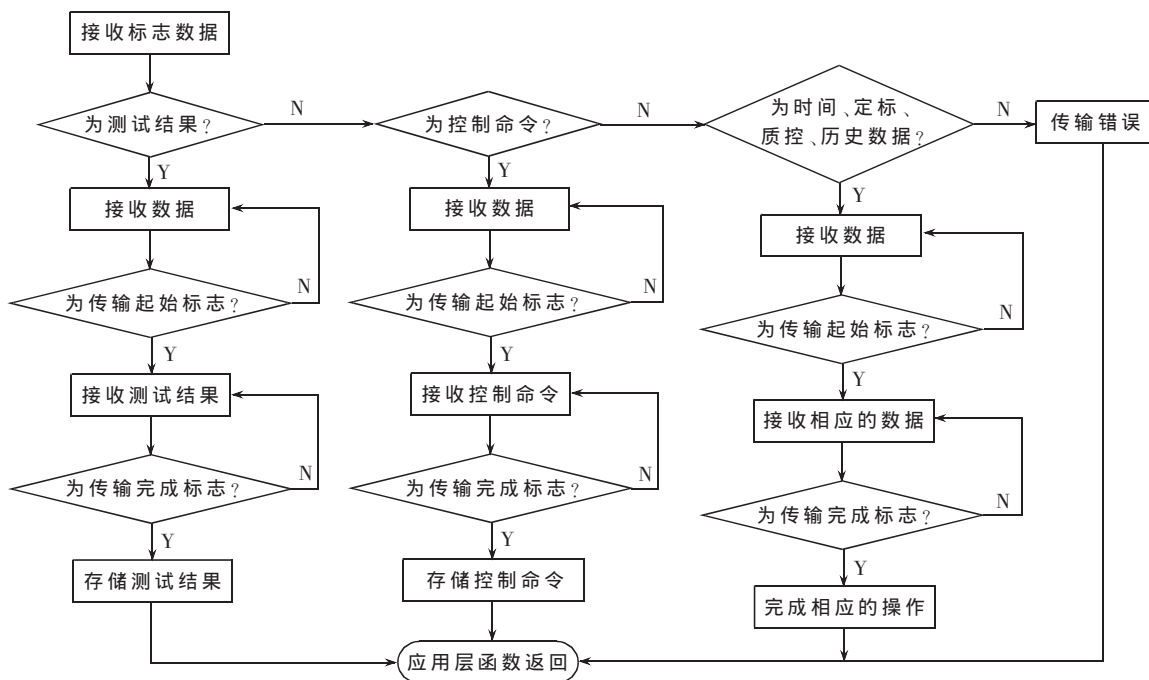 接收标志数据
为测试结果?
N
为控制命令?
N
为时间、定标、
质控、历史数据?
N
传输错误
Y
Y
Y
接收数据
接收数据
接收数据
为传输起始标志?
N
为传输起始标志?
N
为传输起始标志?
N
Y
Y
Y
接收测试结果
接收控制命令
接收相应的数据
为传输完成标志?
N
为传输完成标志?
N
为传输完成标志?
N
Y
Y
Y
存储测试结果
存储控制命令
完成相应的操作
应用层函数返回